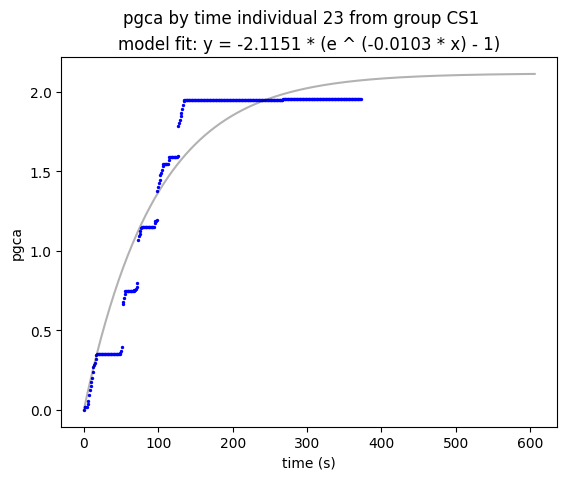 pgca by time individual 23 from group CS1
model fit: y = -2.1151 * (e ^ (-0.0103 * x) - 1)
2.0
1.5
1.0
0.5
0.0
pgca
0 100 200 300 400 500 600
time (s)